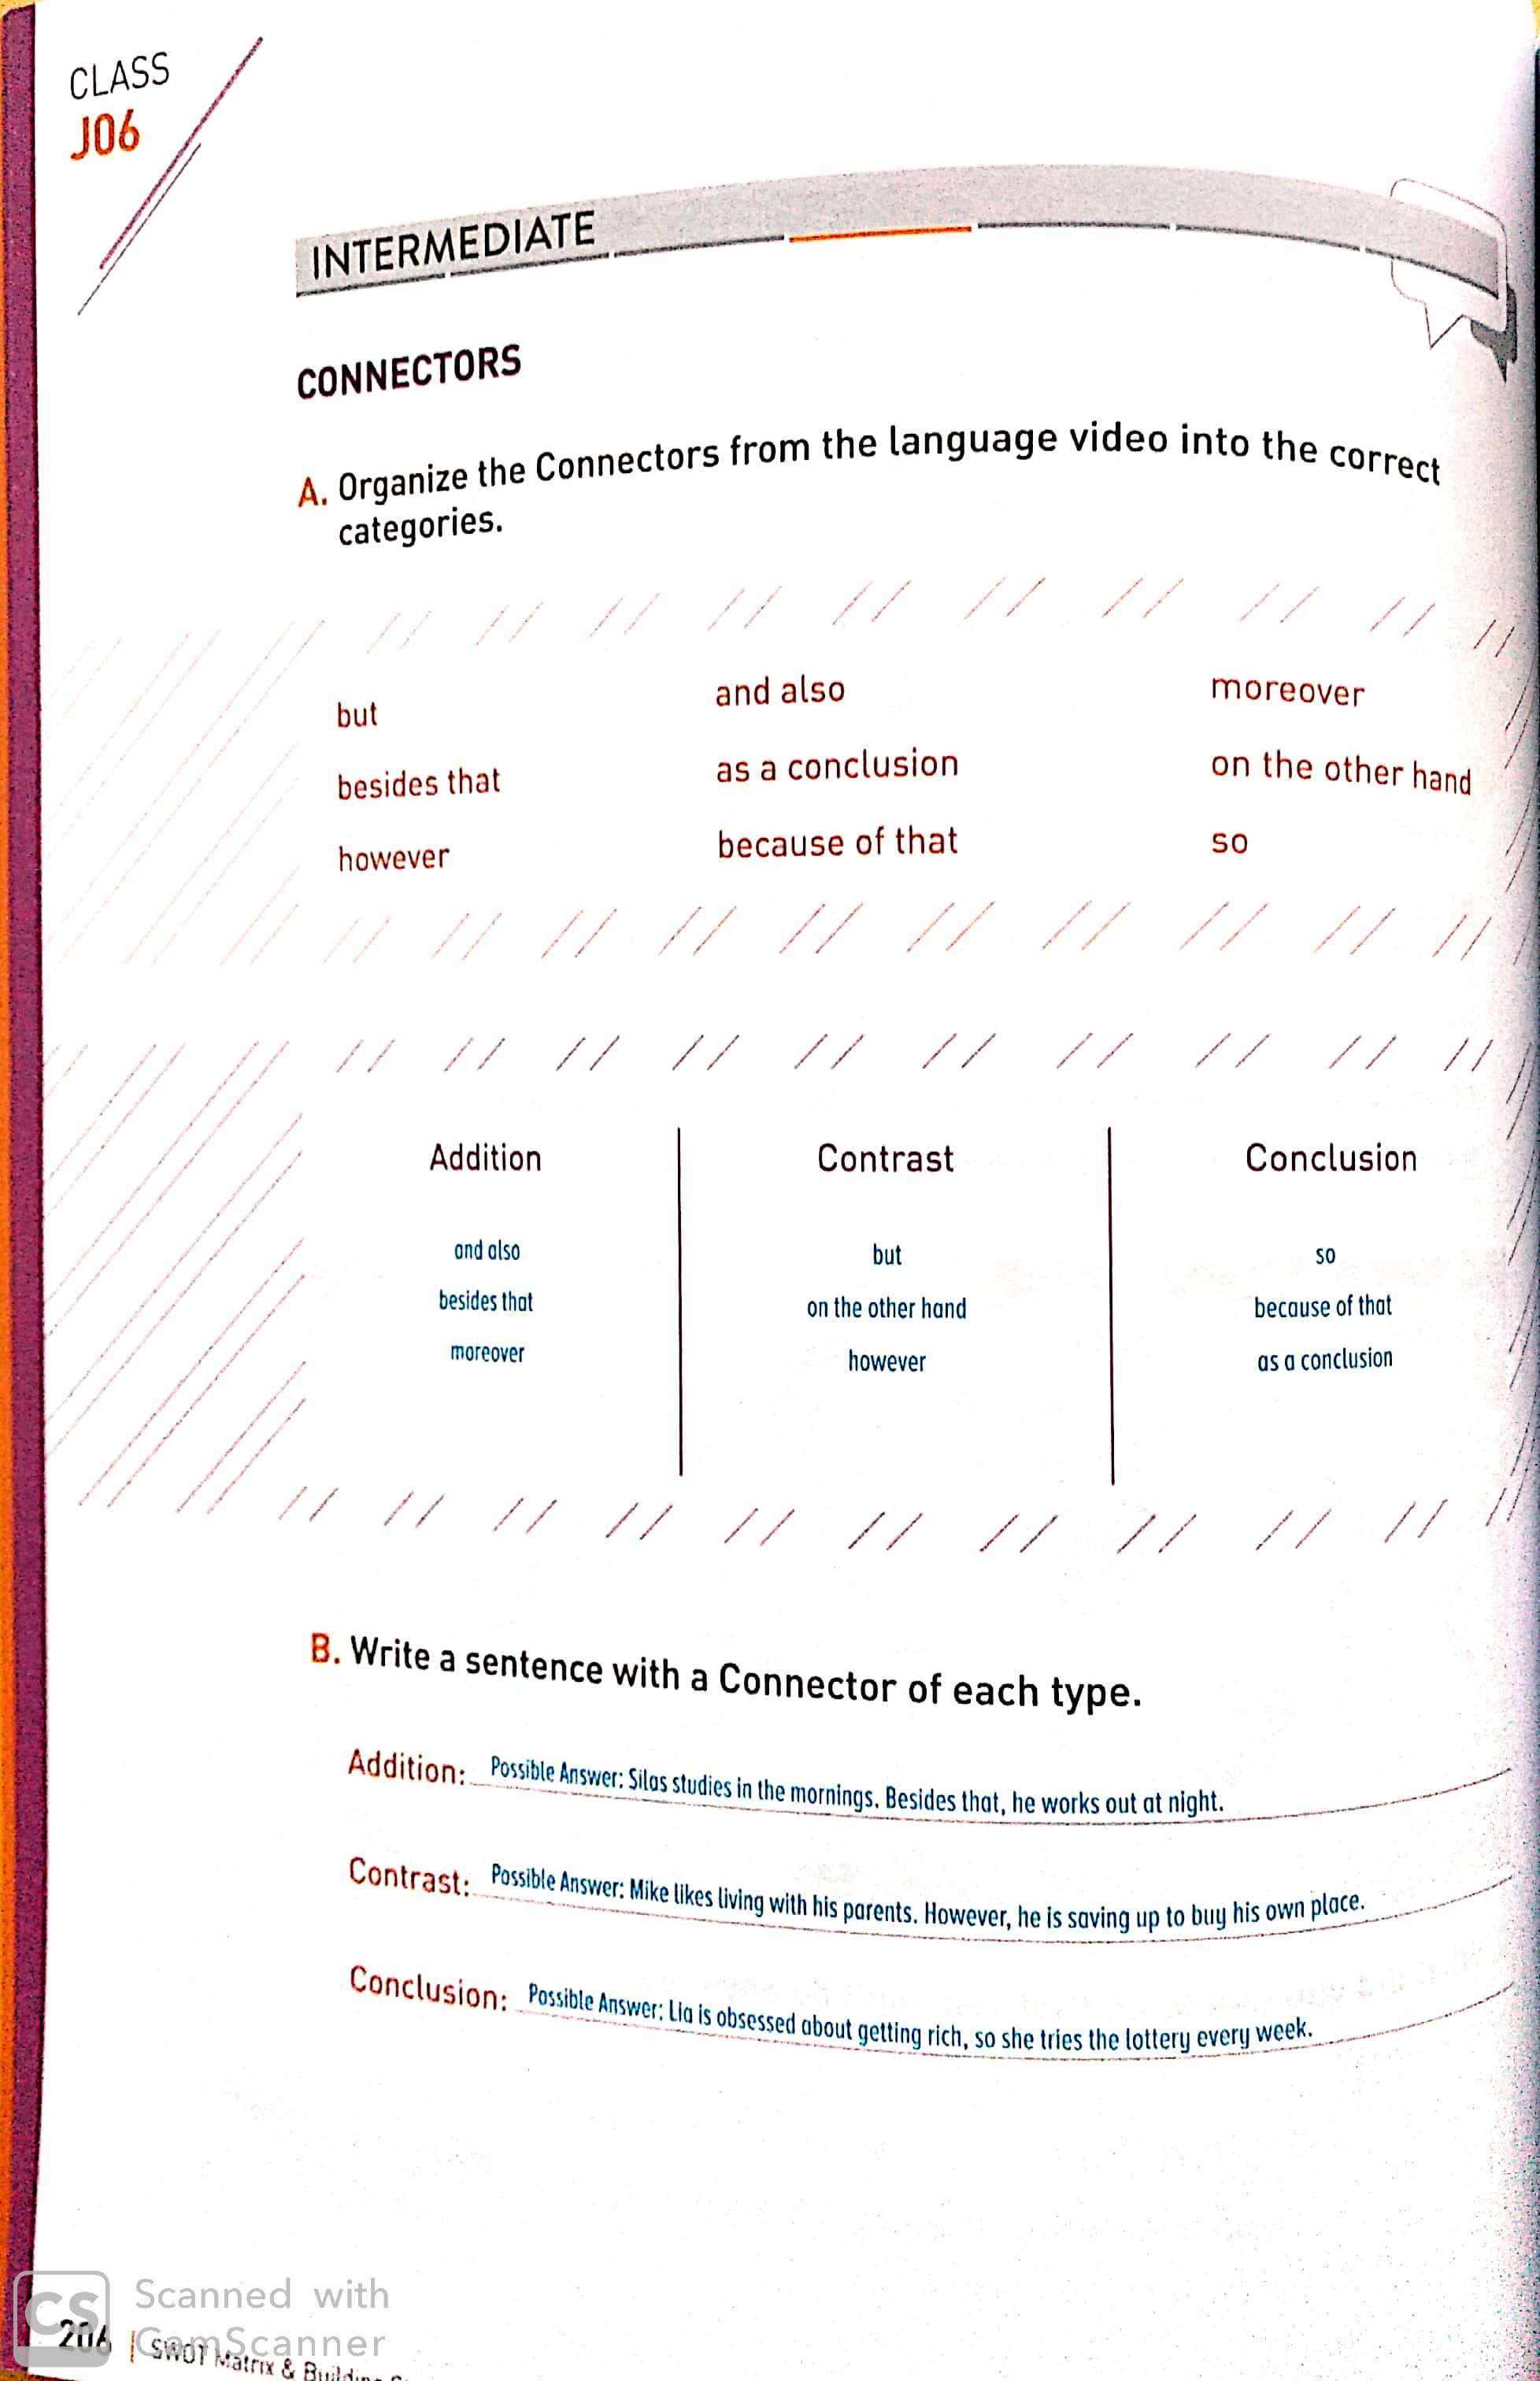 CLASS
J06
INTERMEDIATE
CONNECTORS
A. Organize the Connectors from the language video into the correct
categories.
but and also moreover
besides that as a conclusion on the other hand
however because of that so
Addition Contrast Conclusion
and also but so
besides that on the other hand because of that
moreover however as a conclusion
B. Write a sentence with a Connector of each type.
Addition: Possible Answer: Silas studies in the mornings. Besides that, he works out at night.
Contrast: Possible Answer: Mike likes living with his parents. However, he is saving up to buy his own place.
Conclusion: Possible Answer: Lia is obsessed about getting rich, so she tries the lottery every week.
CS Scanned with
CamScanner
206 | SWOT Matrix &